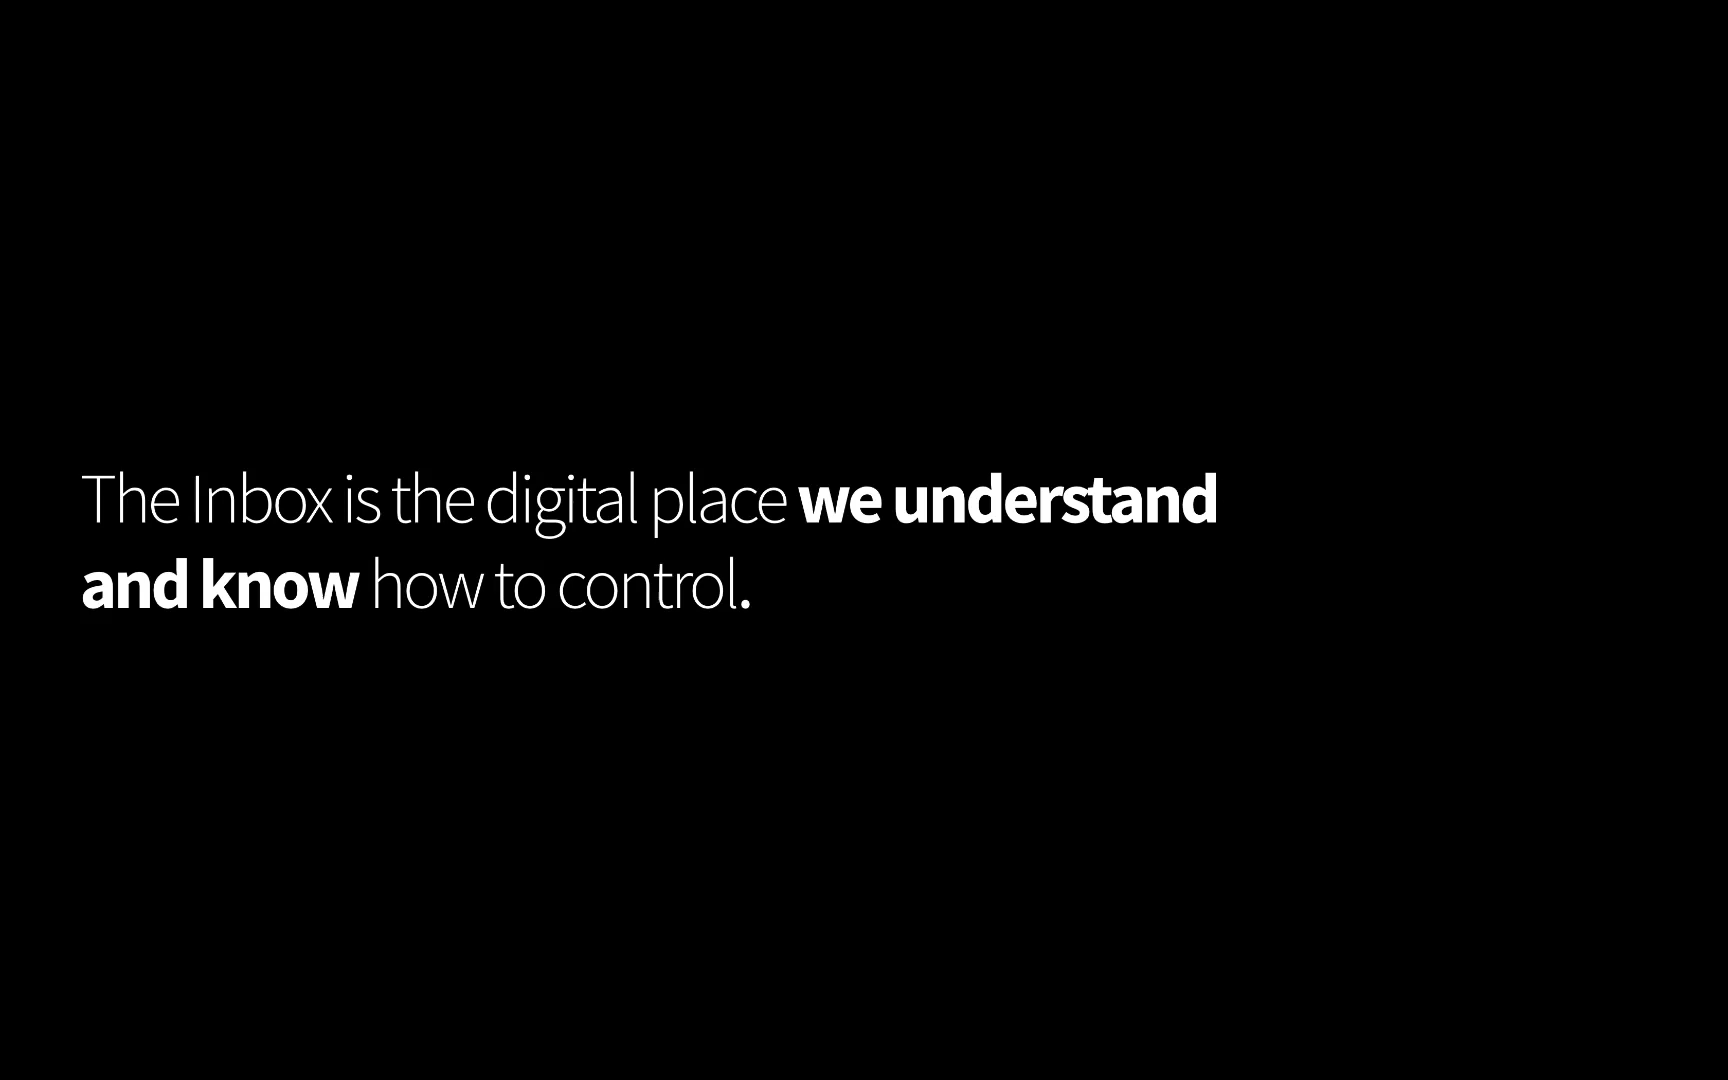 The Inbox is the digital place we understand
and know how to control.